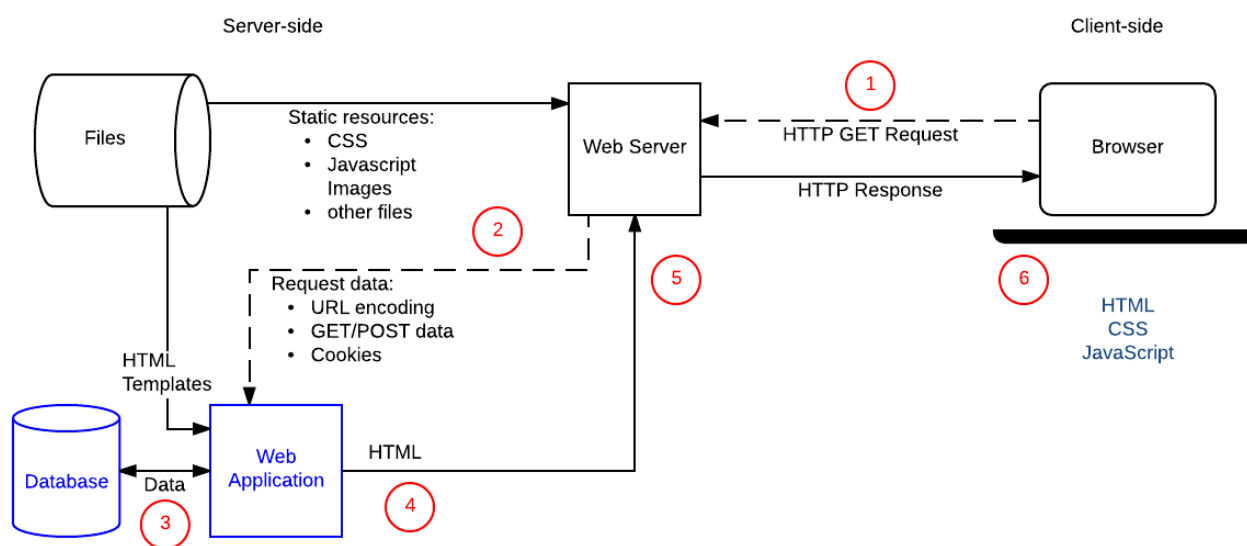 Server-side
Client-side
Files
Static resources:
• CSS
• Javascript
Images
• other files
Web Server
1
HTTP GET Request
HTTP Response
Browser
2
Request data:
• URL encoding
• GET/POST data
• Cookies
5
6
HTML
CSS
JavaScript
HTML
Templates
Database
Data
3
Web
Application
HTML
4